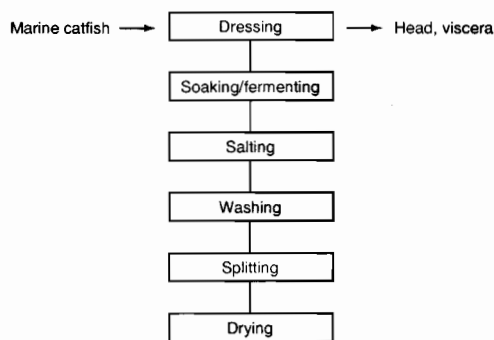 Marine catfish
Dressing
Head, viscera
Soaking/fermenting
Salting
Washing
Splitting
Drying